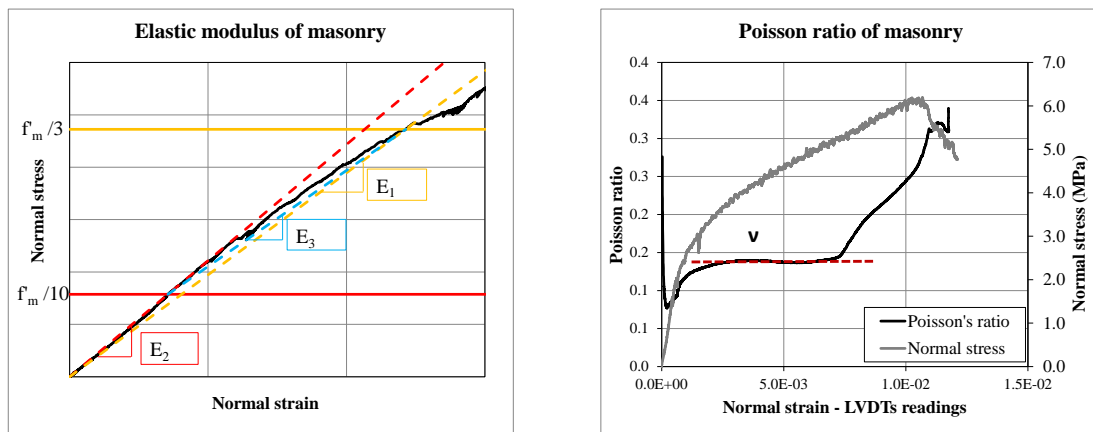 Elastic modulus of masonry
Normal stress
f'm /3
f'm /10
E1
E3
E2
Normal strain
Poisson ratio of masonry
Poisson ratio
0.4
0.4
0.3
0.3
0.2
0.2
0.1
0.1
0.0
ν
Poisson's ratio
Normal stress
7.0
6.0
5.0
4.0
3.0
2.0
1.0
0.0
Normal stress (MPa)
0.0E+00 5.0E-03 1.0E-02 1.5E-02
Normal strain - LVDTs readings